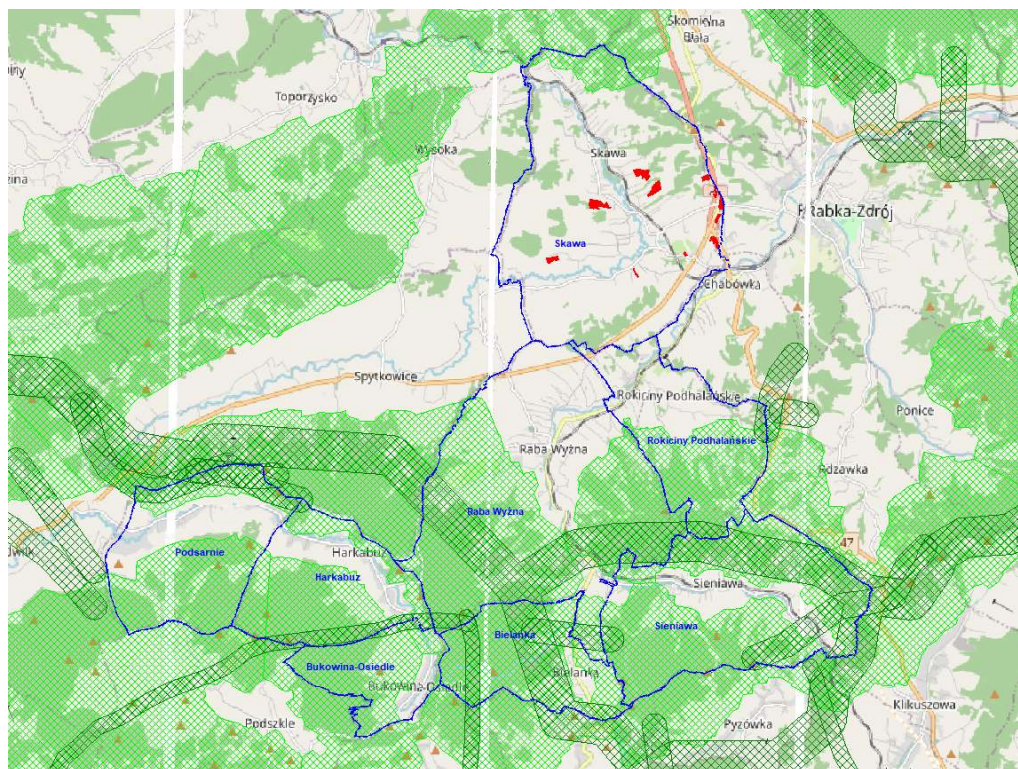 Skomielna
Biała
Toporzysko
Wysoka
Skawa
Rabka-Zdrój
Skawa
Chabówka
Spytkowice
Rokiciny Podhalańskie
Ponice
Raba Wyżna
Rokiciny Podhalańskie
Rdzawka
Raba Wyżna
47
Podsarnie
Harkabuz
Harkabuz
Sieniawa
Bielanka
Sieniawa
Bukowina-Osiedle
Bielanka
Bukowina-Osiedle
Klikuszowa
Podszkle
Pyzówka